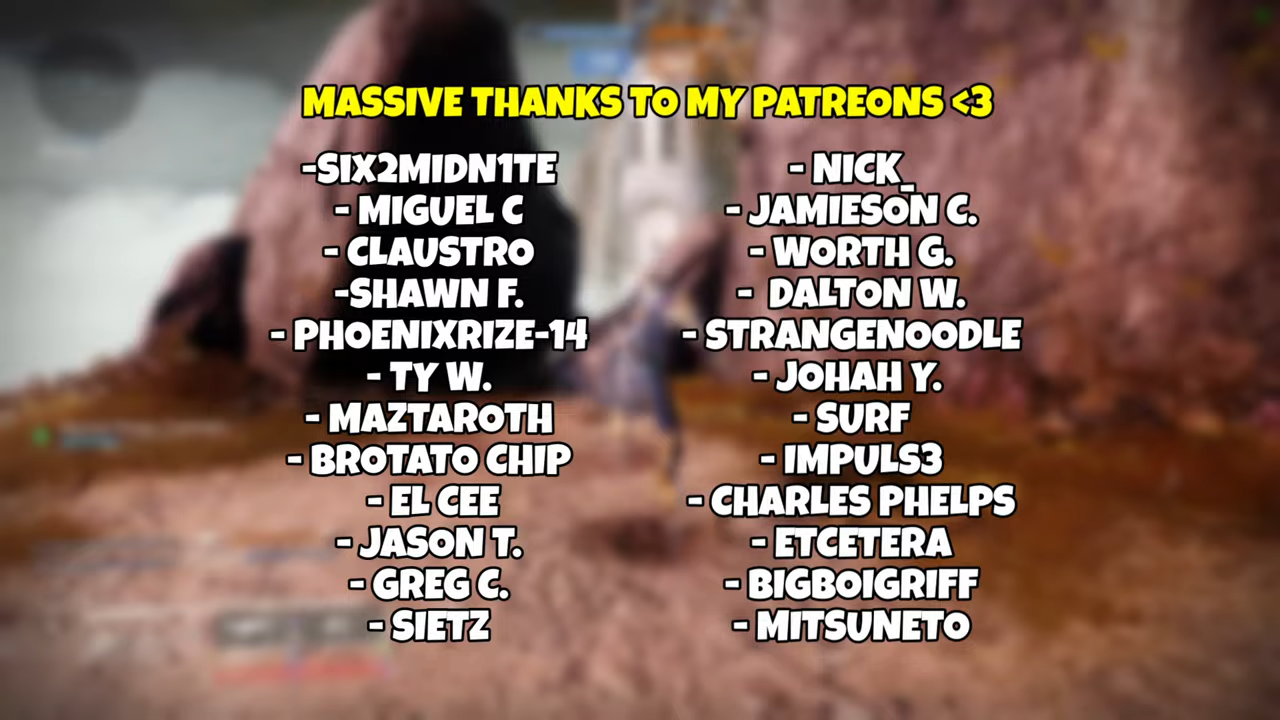 MASSIVE THANKS TO MY PATREONS <3
-SIX2MIDN1TE
- MIGUEL C
- CLAUSTRO
-SHAWN F.
- PHOENIXRIZE-14
- TY W.
- MAZTAROTH
- BROTATO CHIP
- EL CEE
- JASON T.
- GREG C.
- SIETZ
- NICK_
- JAMIESON C.
- WORTH G.
- DALTON W.
- STRANGENOODLE
- JOHAH Y.
- SURF
- IMPULS3
- CHARLES PHELPS
- ETCETERA
- BIGBOIGRIFF
- MITSUNETO